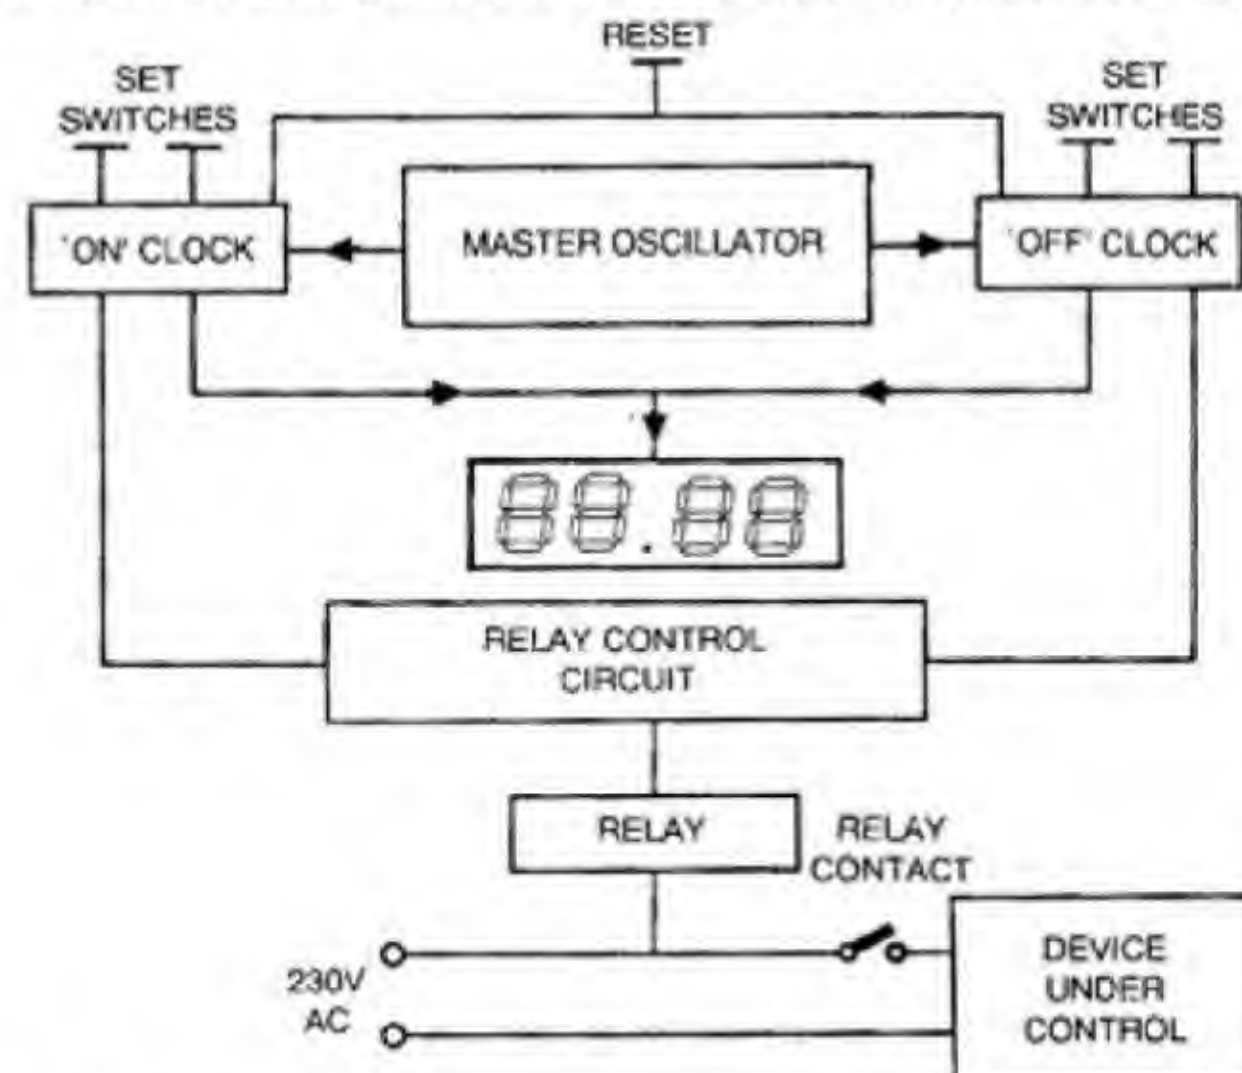 RESET
SET
SWITCHES
SET
SWITCHES
'ON' CLOCK
MASTER OSCILLATOR
'OFF' CLOCK
88.88
RELAY CONTROL
CIRCUIT
RELAY
RELAY
CONTACT
230V
AC
DEVICE
UNDER
CONTROL